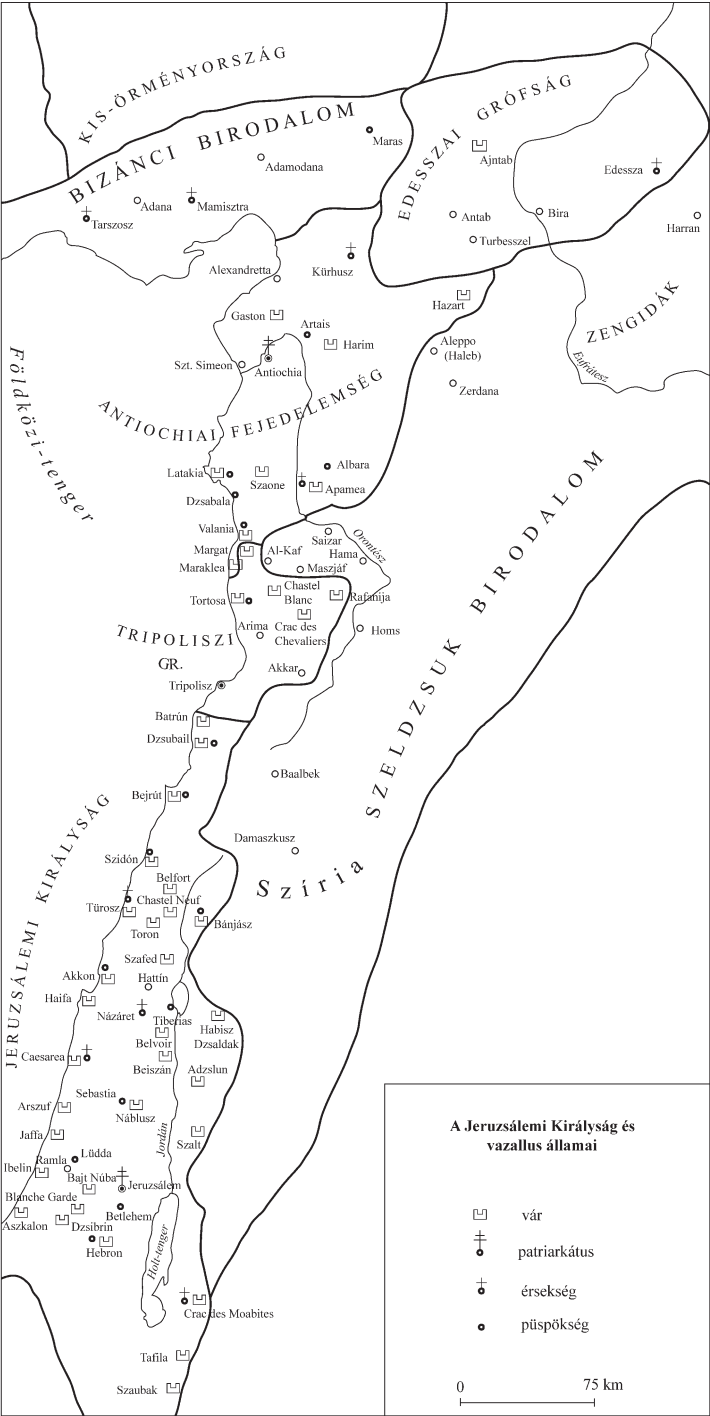 KIS-ÖRMÉNYORSZÁG
BIZÁNCI BIRODALOM
EDESSZAI GRÓFSÁG
Maras
Adamodana
Ajntab
Edessza
Adana
Mamisztra
Tarszosz
Antab
Bira
Harran
Turbesszel
Alexandretta
Kürhusz
Hazart
ZENGIDÁK
Gaston
Artais
Harim
Aleppo
(Haleb)
Eufrátesz
Szt. Simeon
Antiochia
Zerdana
Földközi-tenger
ANTIOCHIAI FEJEDELEMSÉG
Latakia
Szaone
Albara
Apamea
Dzsabala
Valania
Saizar
Orontész
Margat
Al-Kaf
Hama
Maraklea
Maszjáf
Tortosa
Chastel
Blanc
Rafanija
Arima
Crac des
Chevaliers
Homs
TRIPOLISZI
GR.
Akkar
Tripolisz
SZELDZSUK BIRODALOM
Batrún
Dzsubail
Baalbek
Bejrút
JERUZSÁLEMI KIRÁLYSÁG
Damaszkusz
Szíria
Szidón
Belfort
Türosz
Chastel Neuf
Toron
Bánjász
Szafed
Akkon
Hattín
Haifa
Názáret
Tiberias
Habisz
Dzsaldak
Belvoir
Caesarea
Beiszán
Adzslun
Sebastia
Arszuf
Náblusz
Jaffa
Jordán
Szalt
Ramla
Lüdda
Ibelin
Bajt Núba
Jeruzsálem
Blanche Garde
Aszkalon
Dzsibrin
Betlehem
Hebron
Holt-tenger
Crac des Moabites
Tafila
Szaubak
A Jeruzsálemi Királyság és
vazallus államai
vár
patriarkátus
érsekség
püspökség
0 75 km